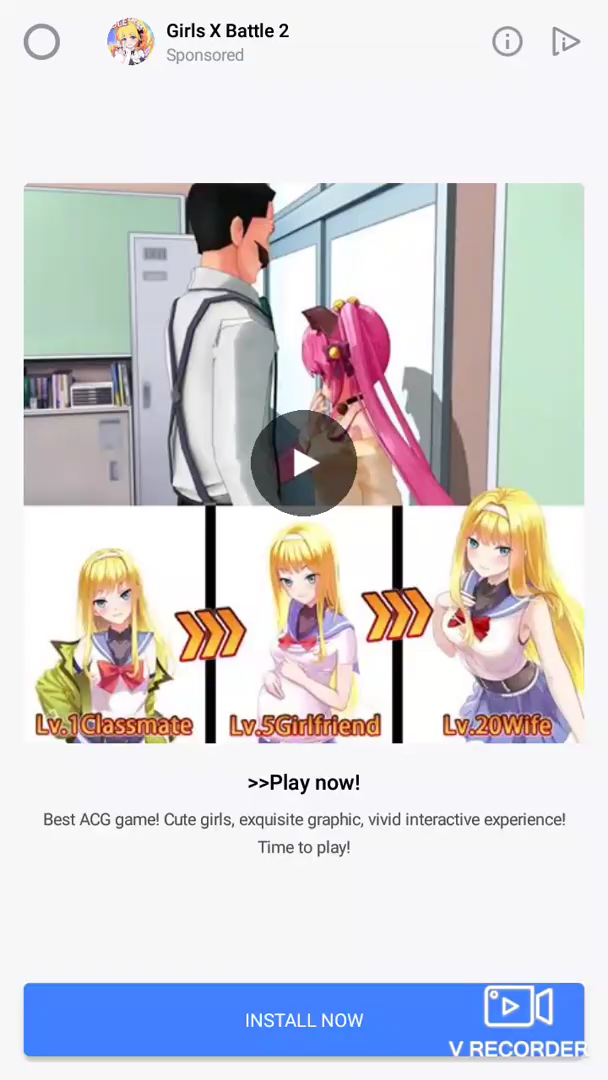 Girls X Battle 2
Sponsored
Lv.1Classmate
Lv.5Girlfriend
Lv.20Wife
>>Play now!
Best ACG game! Cute girls, exquisite graphic, vivid interactive experience!
Time to play!
INSTALL NOW
V RECORDER